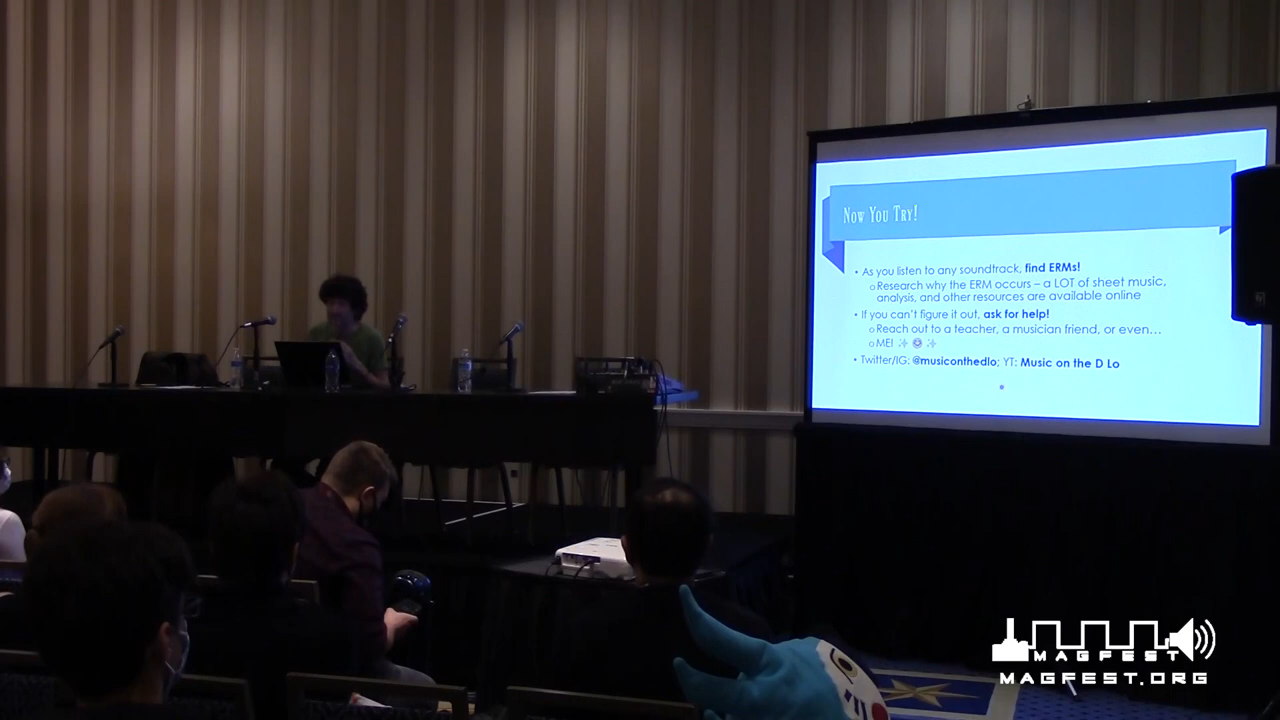 Now You Try!
• As you listen to any soundtrack, find ERMs!
o Research why the ERM occurs – a LOT of sheet music,
analysis, and other resources are available online
• If you can't figure it out, ask for help!
o Reach out to a teacher, a musician friend, or even…
o ME!
• Twitter/IG: @musiconthedlo; YT: Music on the D Lo
MAGFEST
MAGFEST.ORG